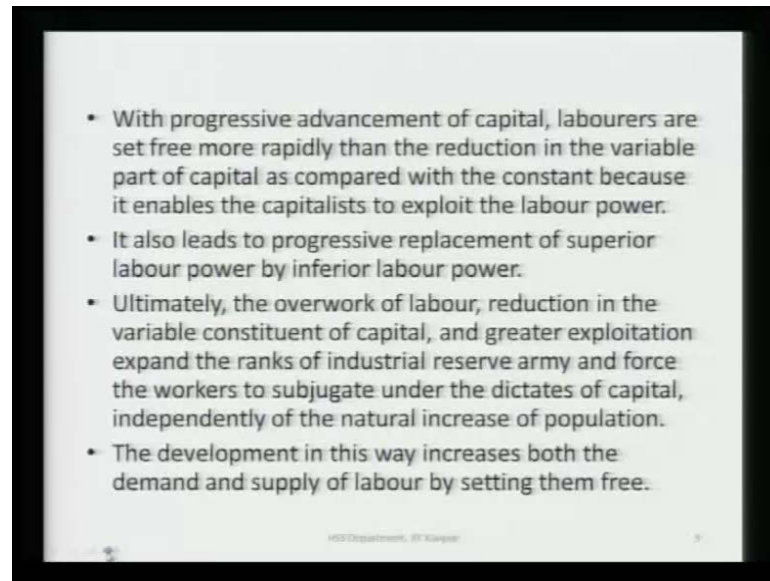 • With progressive advancement of capital, labourers are
set free more rapidly than the reduction in the variable
part of capital as compared with the constant because
it enables the capitalists to exploit the labour power.
• It also leads to progressive replacement of superior
labour power by inferior labour power.
• Ultimately, the overwork of labour, reduction in the
variable constituent of capital, and greater exploitation
expand the ranks of industrial reserve army and force
the workers to subjugate under the dictates of capital,
independently of the natural increase of population.
• The development in this way increases both the
demand and supply of labour by setting them free.
HSS Department, IIT Kanpur